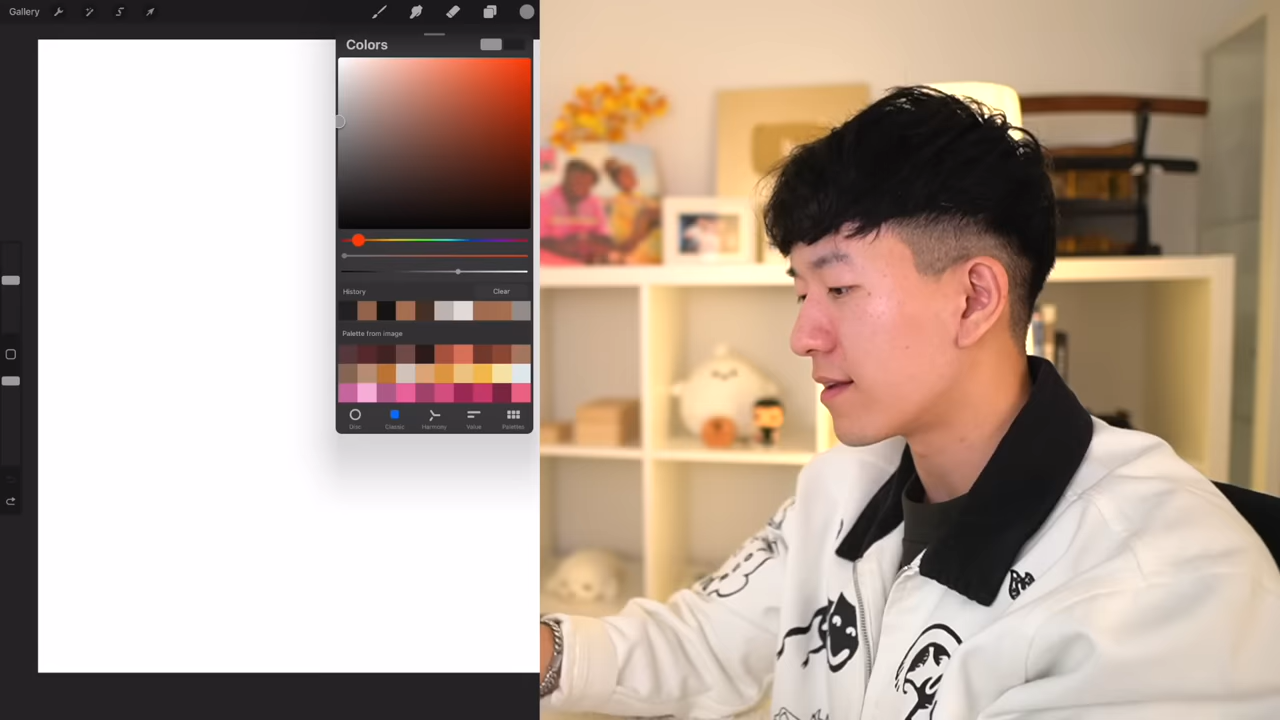 Gallery
Colors
History
Clear
Palette from image
Disc
Classic
Harmony
Value
Palettes